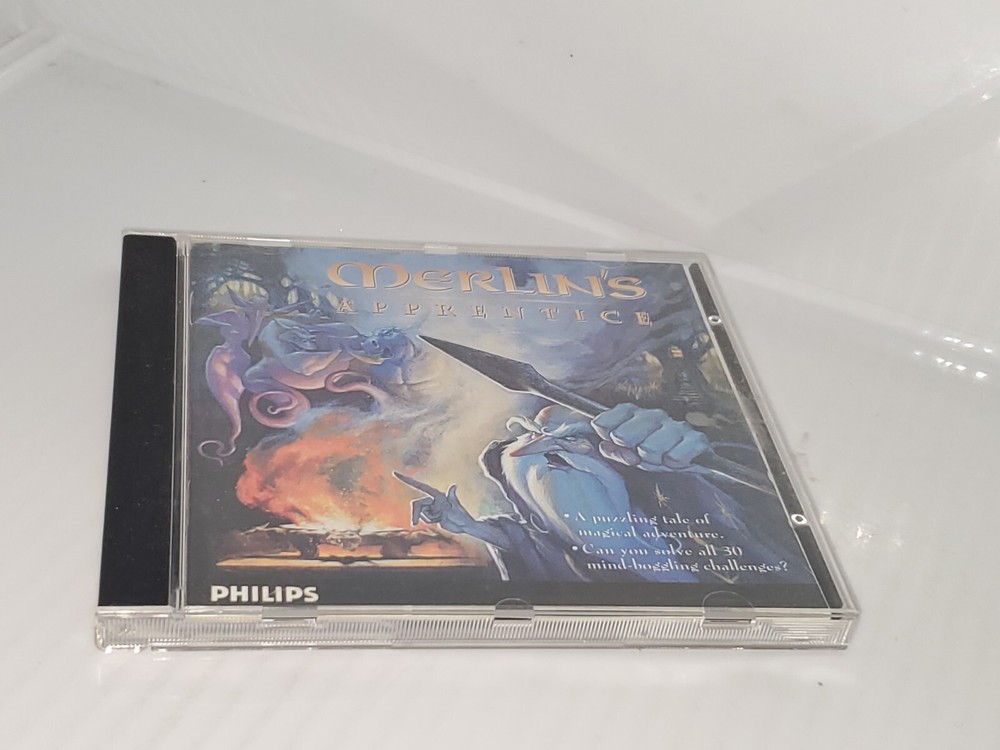 MERLIN'S
APPRENTICE
• A puzzling tale of
magical adventure.
• Can you solve all 30
mind-boggling challenges?
PHILIPS